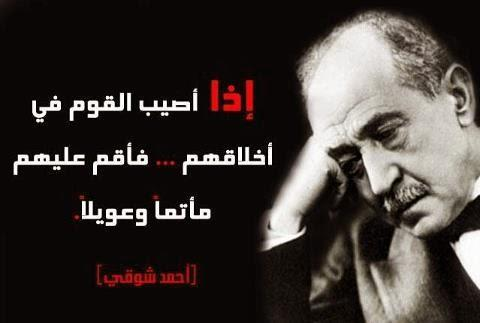 إذا أصيب القوم في
أخلاقهم ... فأقم عليهم
مأتماً وعويلاً.
[أحمد شوقي]